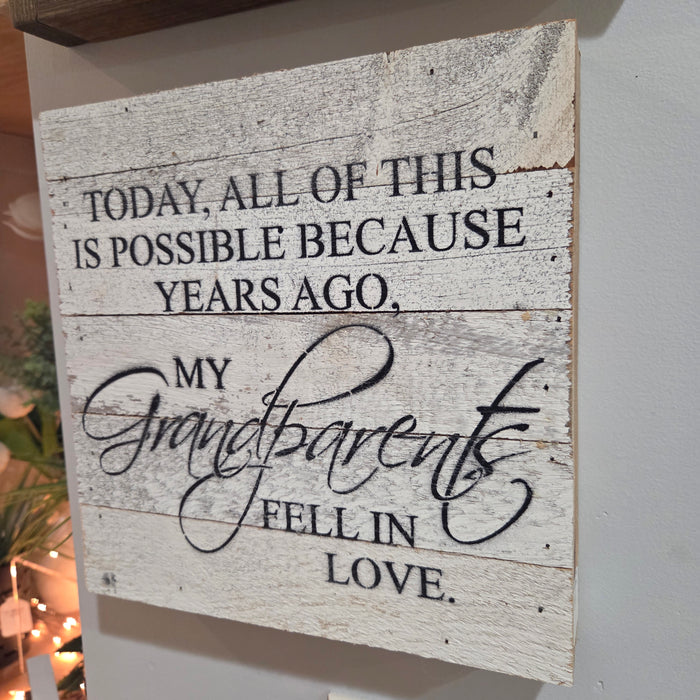 TODAY, ALL OF THIS
IS POSSIBLE BECAUSE
YEARS AGO,
MY
Grandparents
FELL IN
LOVE.